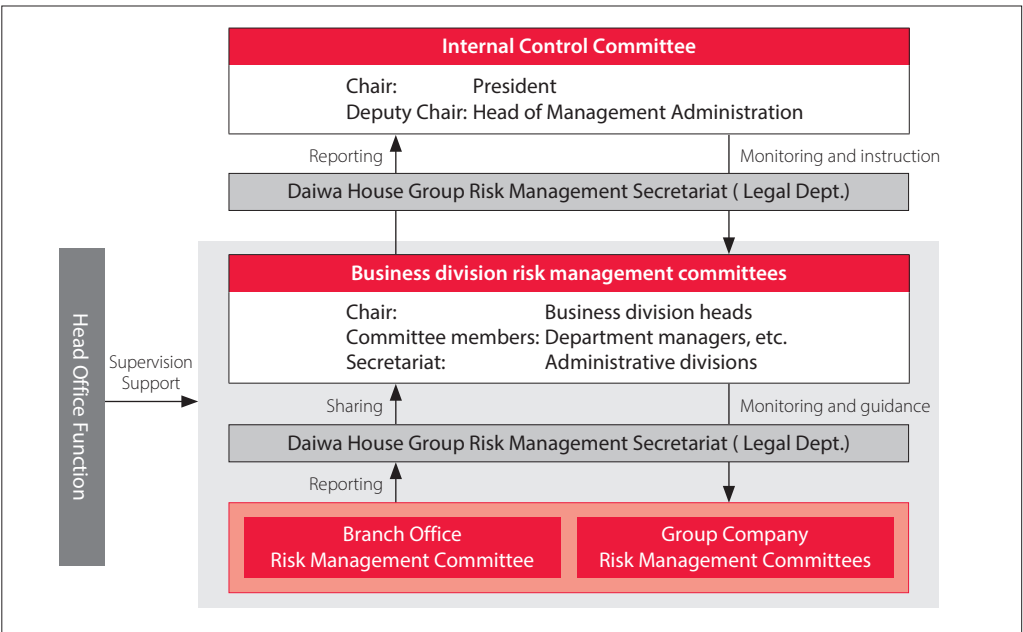 Internal Control Committee
Chair: President
Deputy Chair: Head of Management Administration
Reporting
Monitoring and instruction
Daiwa House Group Risk Management Secretariat ( Legal Dept.)
Business division risk management committees
Chair: Business division heads
Committee members: Department managers, etc.
Secretariat: Administrative divisions
Head Office Function
Supervision
Support
Sharing
Monitoring and guidance
Daiwa House Group Risk Management Secretariat ( Legal Dept.)
Reporting
Branch Office
Risk Management Committee
Group Company
Risk Management Committees